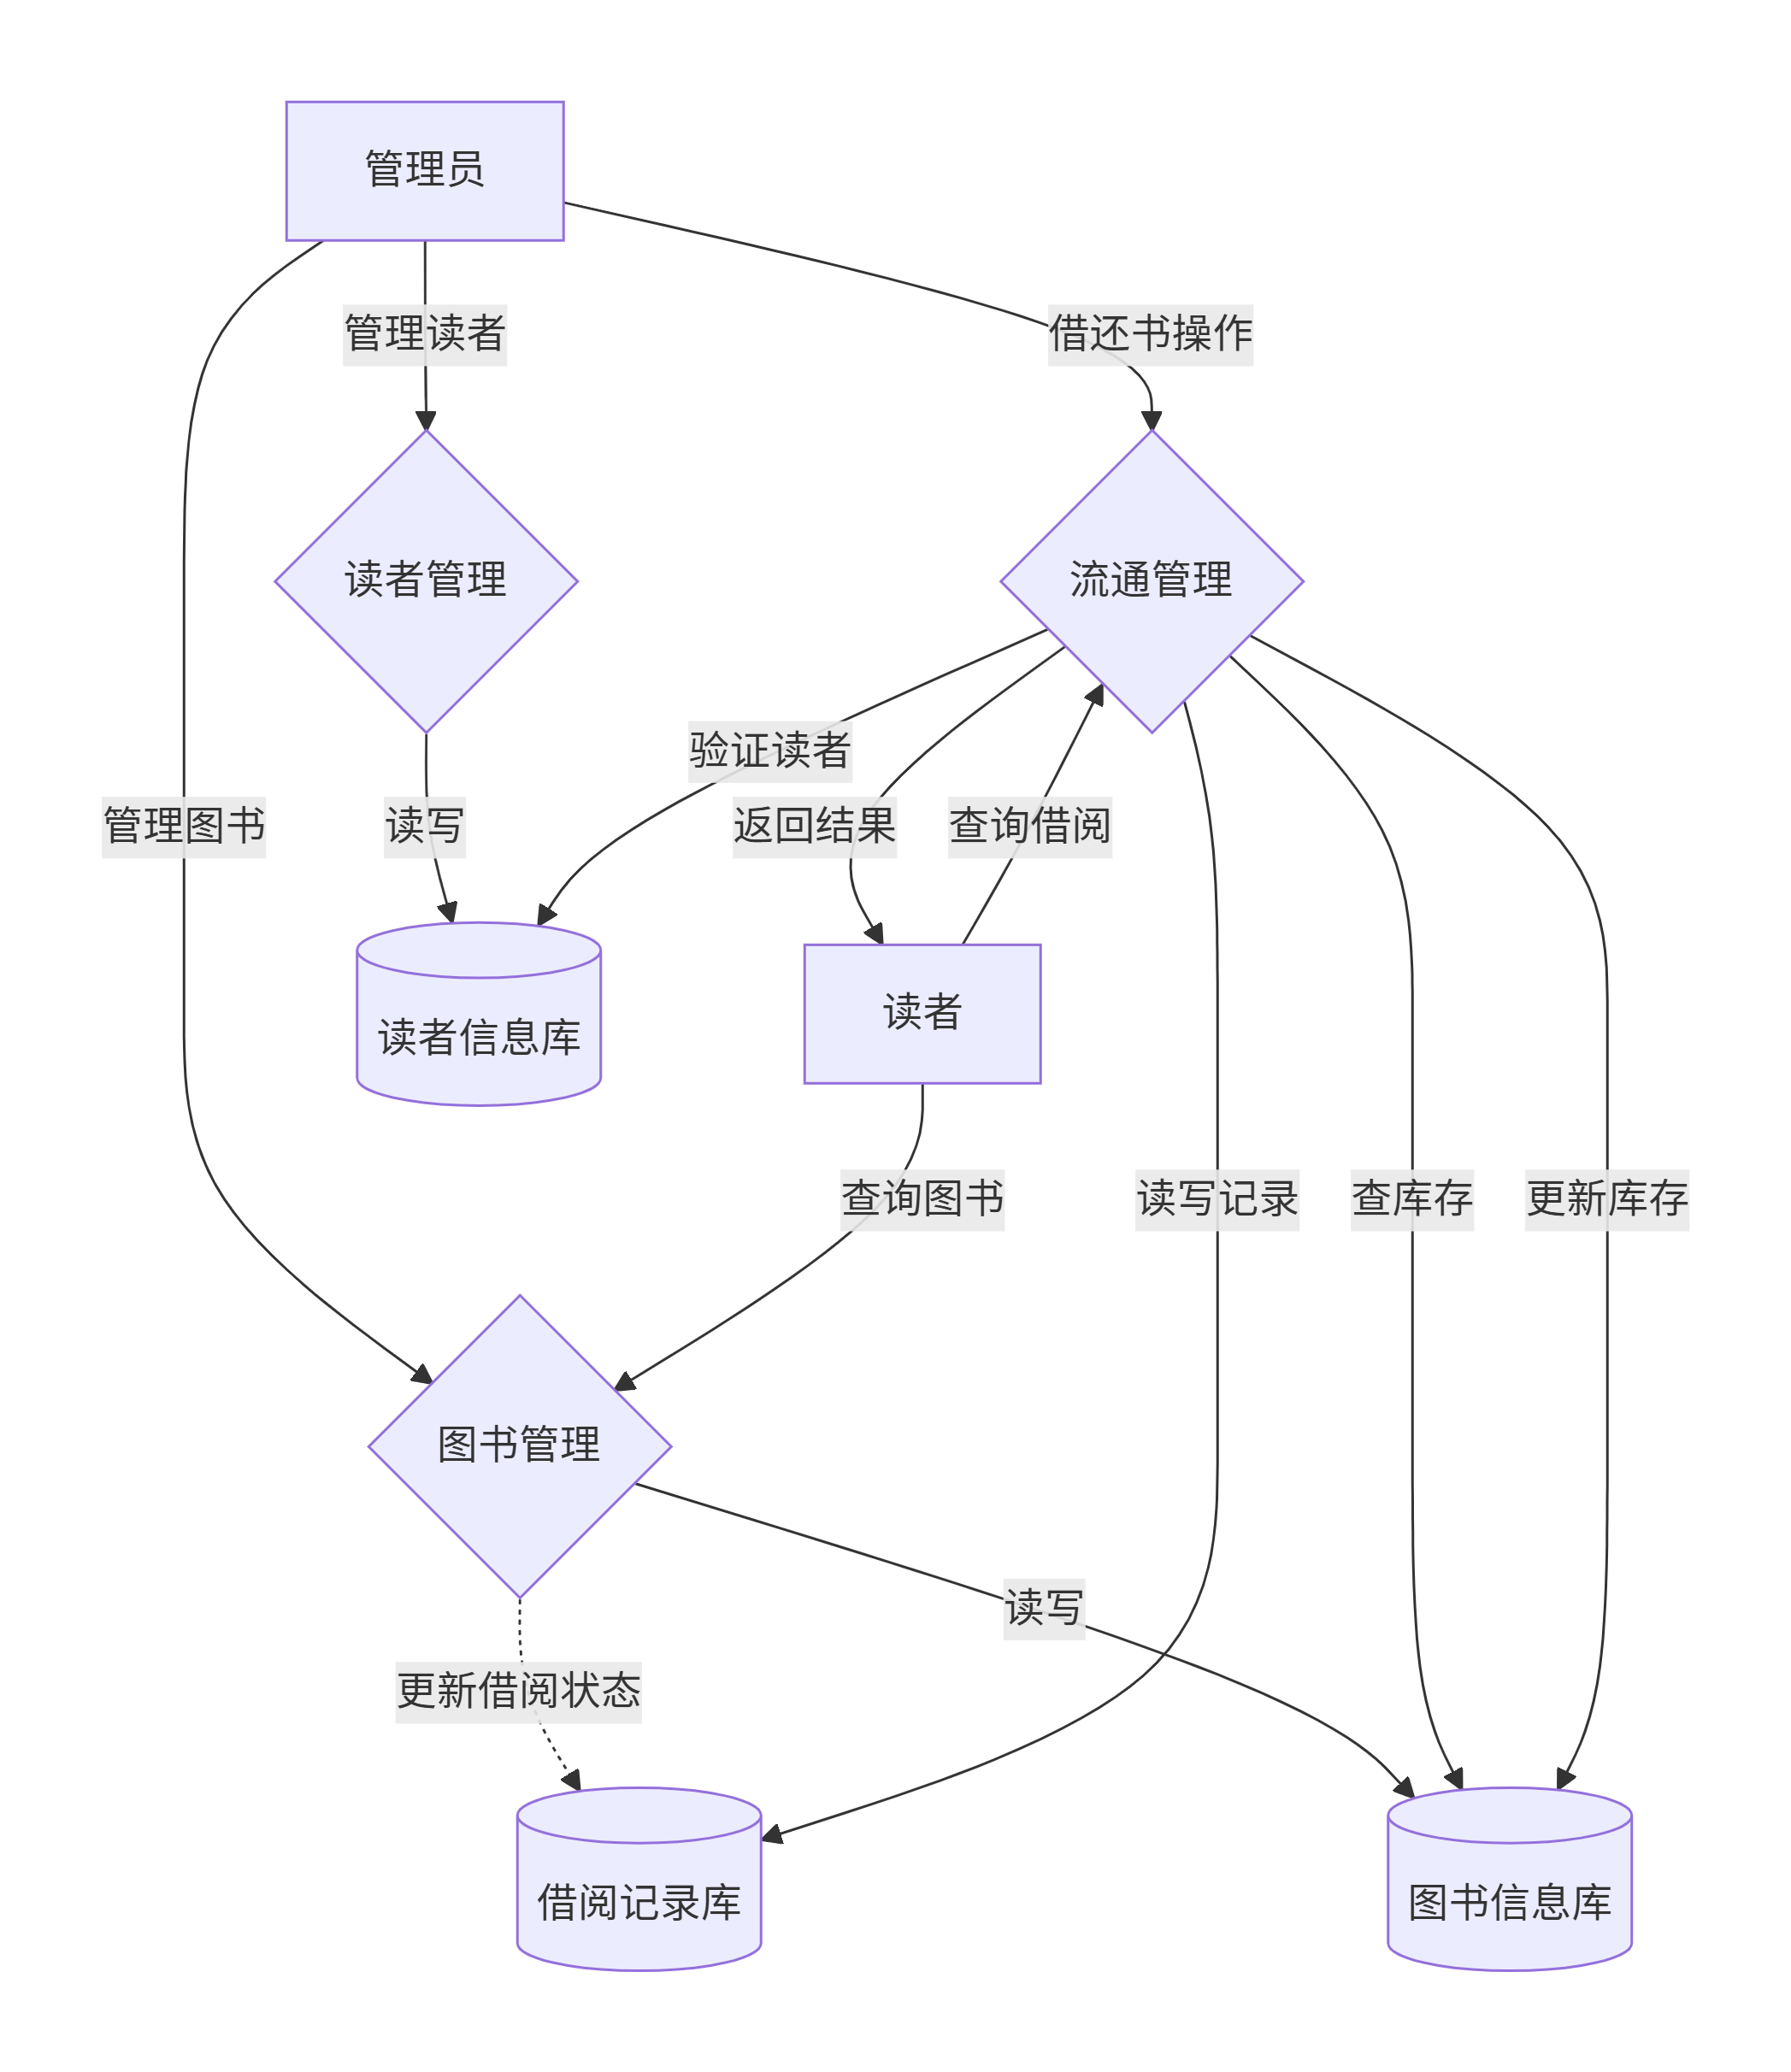 管理员
管理读者
借还书操作
读者管理
流通管理
验证读者
管理图书
读写
返回结果
查询借阅
读者信息库
读者
查询图书
读写记录
查库存
更新库存
图书管理
读写
更新借阅状态
借阅记录库
图书信息库